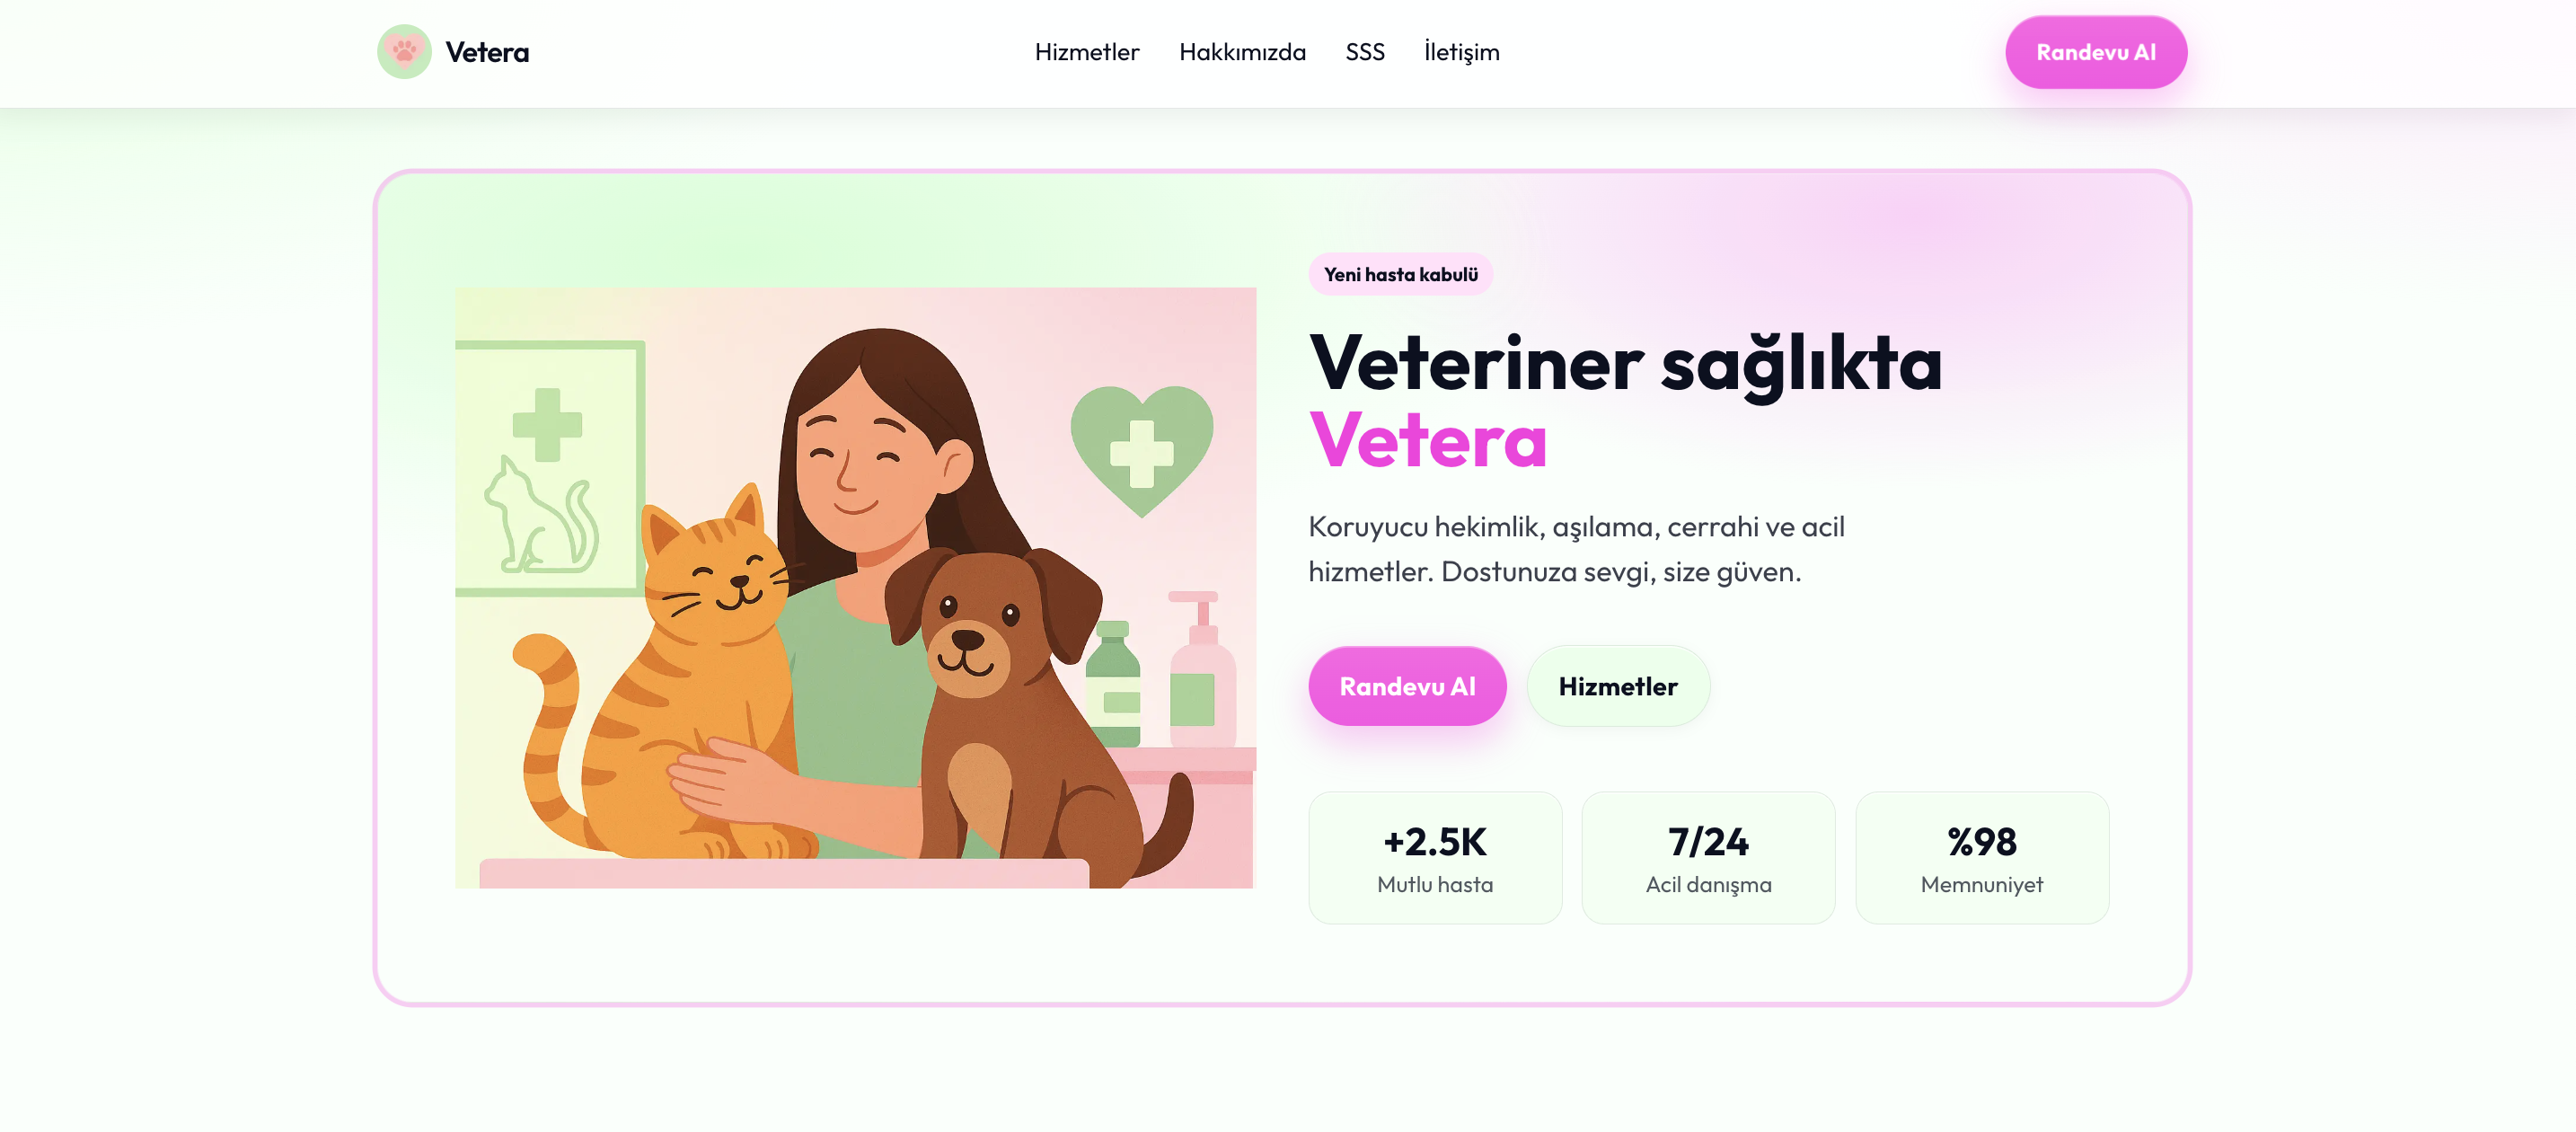 Vetera
Hizmetler
Hakkımızda
SSS
İletişim
Randevu Al
Yeni hasta kabulü
Veteriner sağlıkta
Vetera
Koruyucu hekimlik, aşılama, cerrahi ve acil
hizmetler. Dostunuza sevgi, size güven.
Randevu Al
Hizmetler
+2.5K
Mutlu hasta
7/24
Acil danışma
%98
Memnuniyet